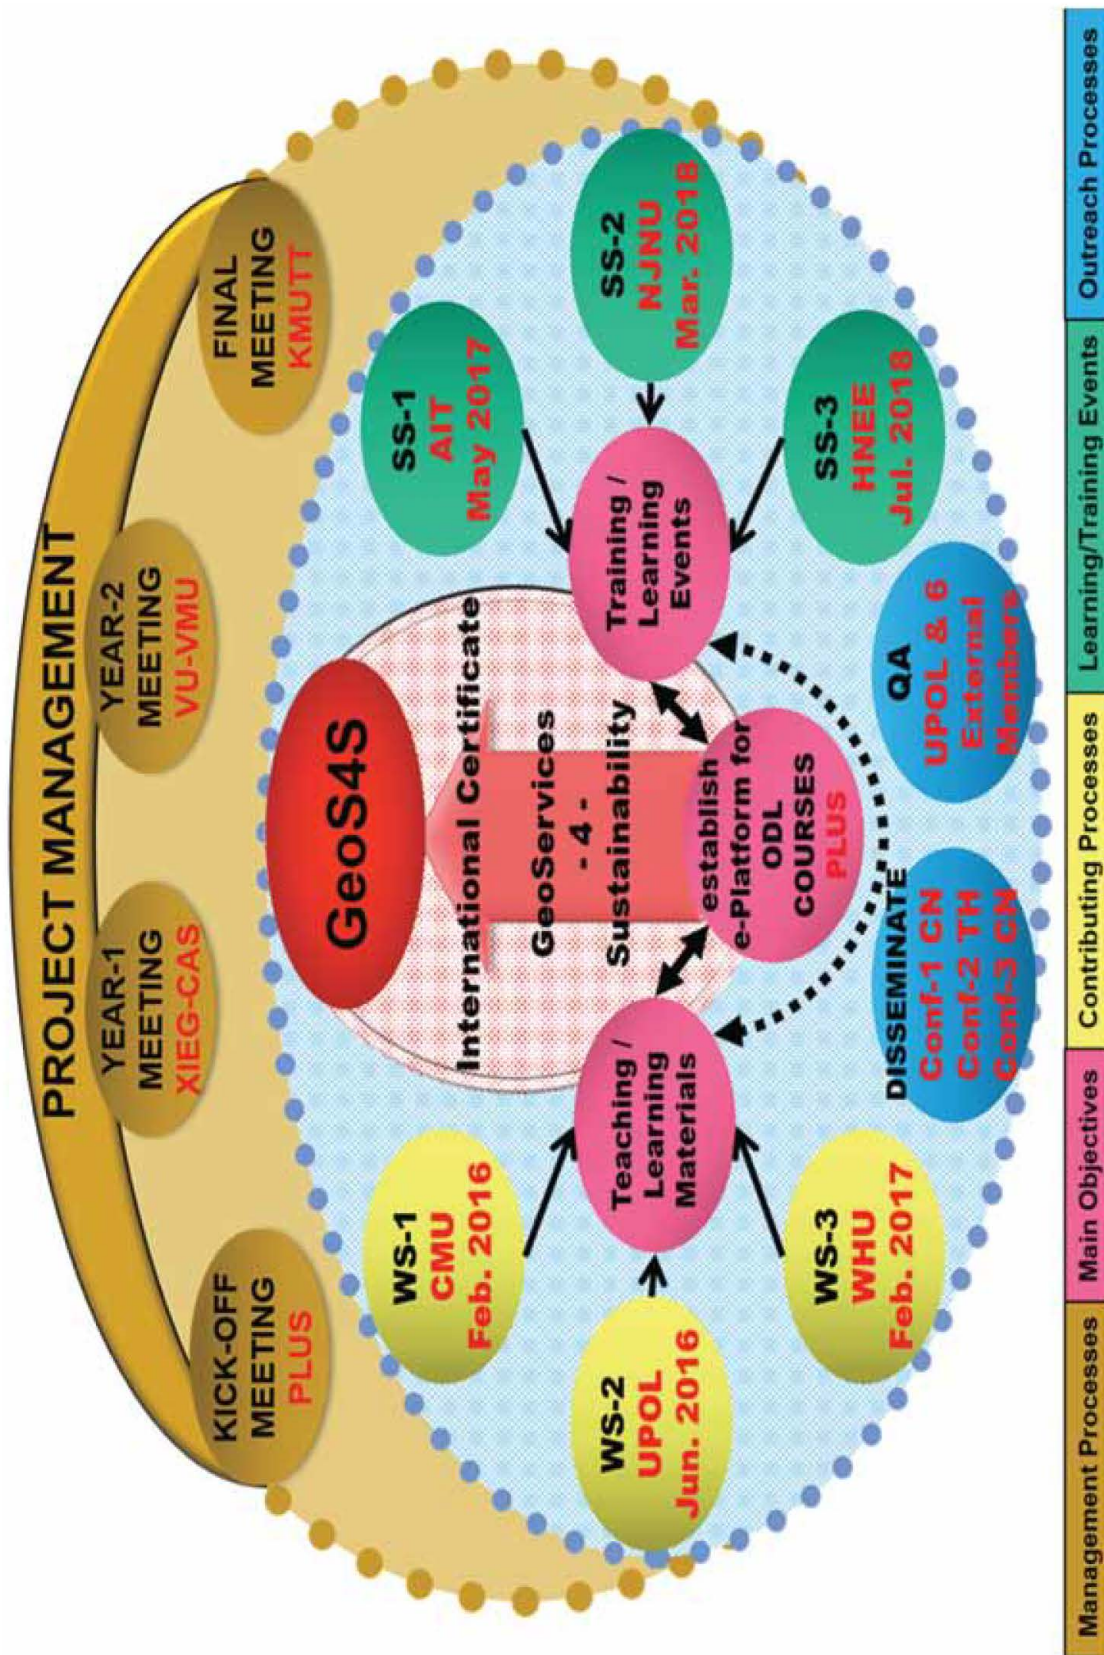 PROJECT MANAGEMENT
KICK-OFF
MEETING
PLUS
YEAR-1
MEETING
XIEG-CAS
YEAR-2
MEETING
VU-VMU
FINAL
MEETING
KMUTT
GeoS4S
International Certificate
GeoServices
- 4 -
Sustainability
WS-1
CMU
Feb. 2016
WS-2
UPOL
Jun. 2016
WS-3
WHU
Feb. 2017
Teaching /
Learning
Materials
establish
e-Platform for
ODL
COURSES
PLUS
Training /
Learning
Events
SS-1
AIT
May 2017
SS-2
NJNU
Mar. 2018
SS-3
HNEE
Jul. 2018
DISSEMINATE
Conf-1 CN
Conf-2 TH
Conf-3 CN
QA
UPOL & 6
External
Members
Management Processes
Main Objectives
Contributing Processes
Learning/Training Events
Outreach Processes